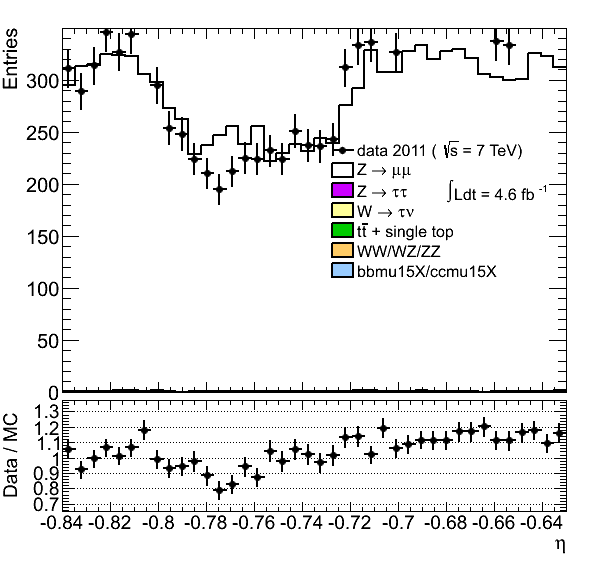 Entries
300
250
200
150
100
50
0
data 2011 ( √s = 7 TeV)
Z → μμ
Z → ττ
∫Ldt = 4.6 fb⁻¹
W → τν
tt̅ + single top
WW/WZ/ZZ
bbmu15X/ccmu15X
Data / MC
1.3
1.2
1.1
1
0.9
0.8
0.7
-0.84 -0.82 -0.8 -0.78 -0.76 -0.74 -0.72 -0.7 -0.68 -0.66 -0.64
η